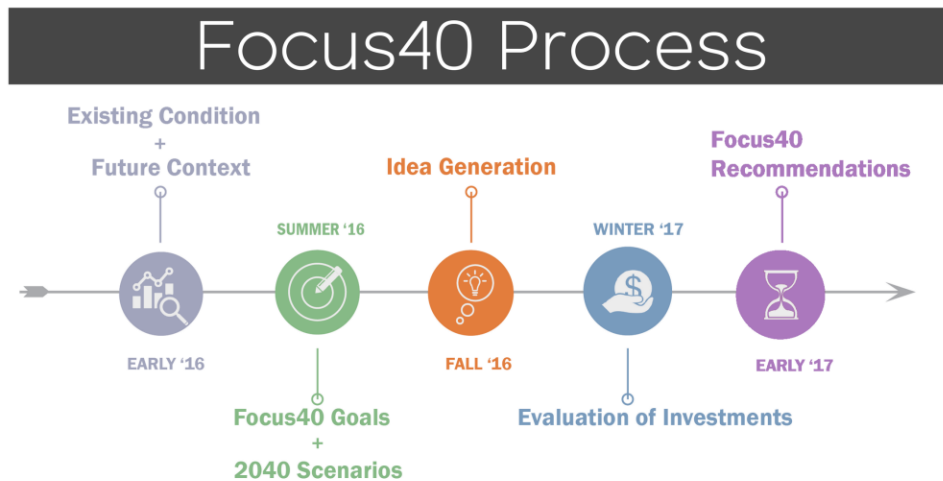 Focus40 Process
Existing Condition
+
Future Context
EARLY ‘16
SUMMER ‘16
Focus40 Goals
+
2040 Scenarios
Idea Generation
FALL ‘16
WINTER ‘17
$
Evaluation of Investments
Focus40
Recommendations
EARLY ‘17